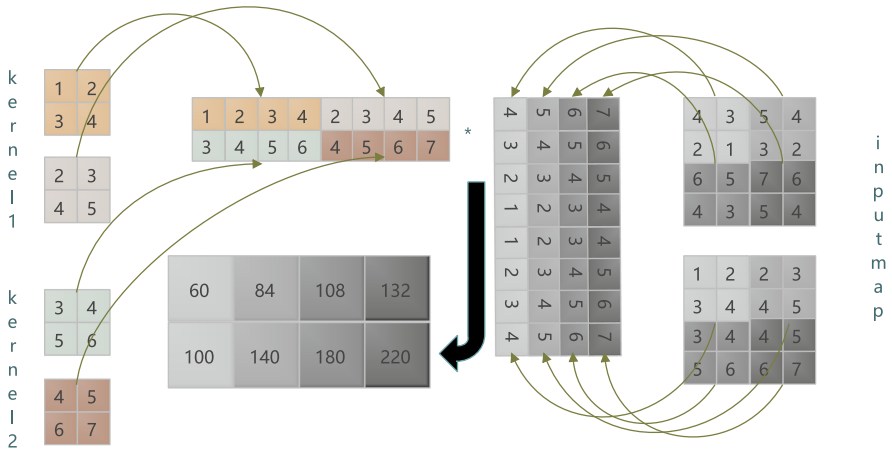 kernel1
1 2
3 4
2 3
4 5
kernel2
3 4
5 6
4 5
6 7
1 2 3 4 2 3 4 5
3 4 5 6 4 5 6 7
*
60 84 108 132
100 140 180 220
4 5 6 7
3 4 5 6
2 3 4 5
1 2 3 4
1 2 3 4
2 3 4 5
3 4 5 6
4 5 6 7
4 3 5 4
2 1 3 2
6 5 7 6
4 3 5 4
1 2 2 3
3 4 4 5
3 4 4 5
5 6 6 7
inputmap